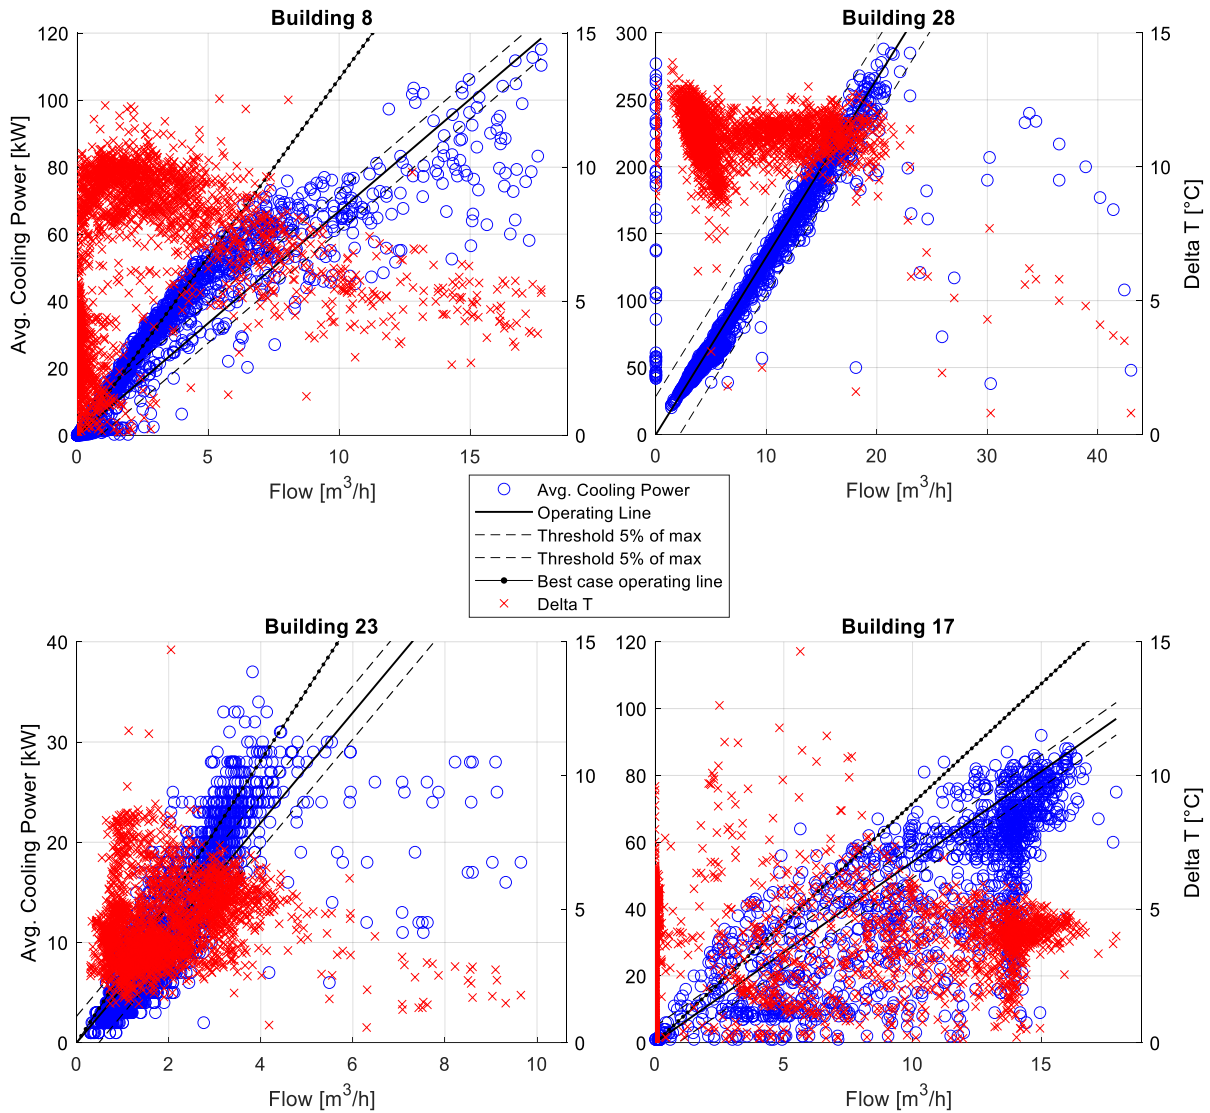 Building 8
Avg. Cooling Power [kW]
120
100
80
60
40
20
0
15
10
5
0
0 5 10 15
Flow [m³/h]
Building 28
300
250
200
150
100
50
0
15
10
5
0
Delta T [°C]
0 10 20 30 40
Flow [m³/h]
Avg. Cooling Power
Operating Line
Threshold 5% of max
Threshold 5% of max
Best case operating line
Delta T
Building 23
Avg. Cooling Power [kW]
40
30
20
10
0
15
10
5
0
0 2 4 6 8 10
Flow [m³/h]
Building 17
120
100
80
60
40
20
0
15
10
5
0
Delta T [°C]
0 5 10 15
Flow [m³/h]